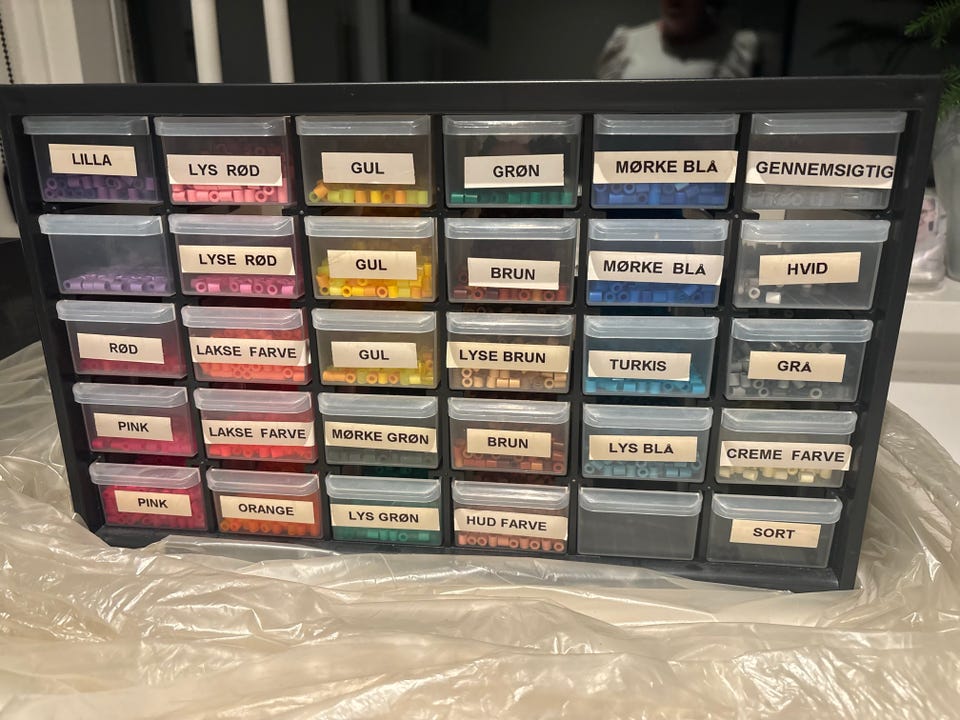 LILLA
LYS RØD
GUL
GRØN
MØRKE BLÅ
GENNEMSIGTIG
LYSE RØD
GUL
BRUN
MØRKE BLÅ
HVID
RØD
LAKSE FARVE
GUL
LYSE BRUN
TURKIS
GRÅ
PINK
LAKSE FARVE
MØRKE GRØN
BRUN
LYS BLÅ
CREME FARVE
PINK
ORANGE
LYS GRØN
HUD FARVE
SORT